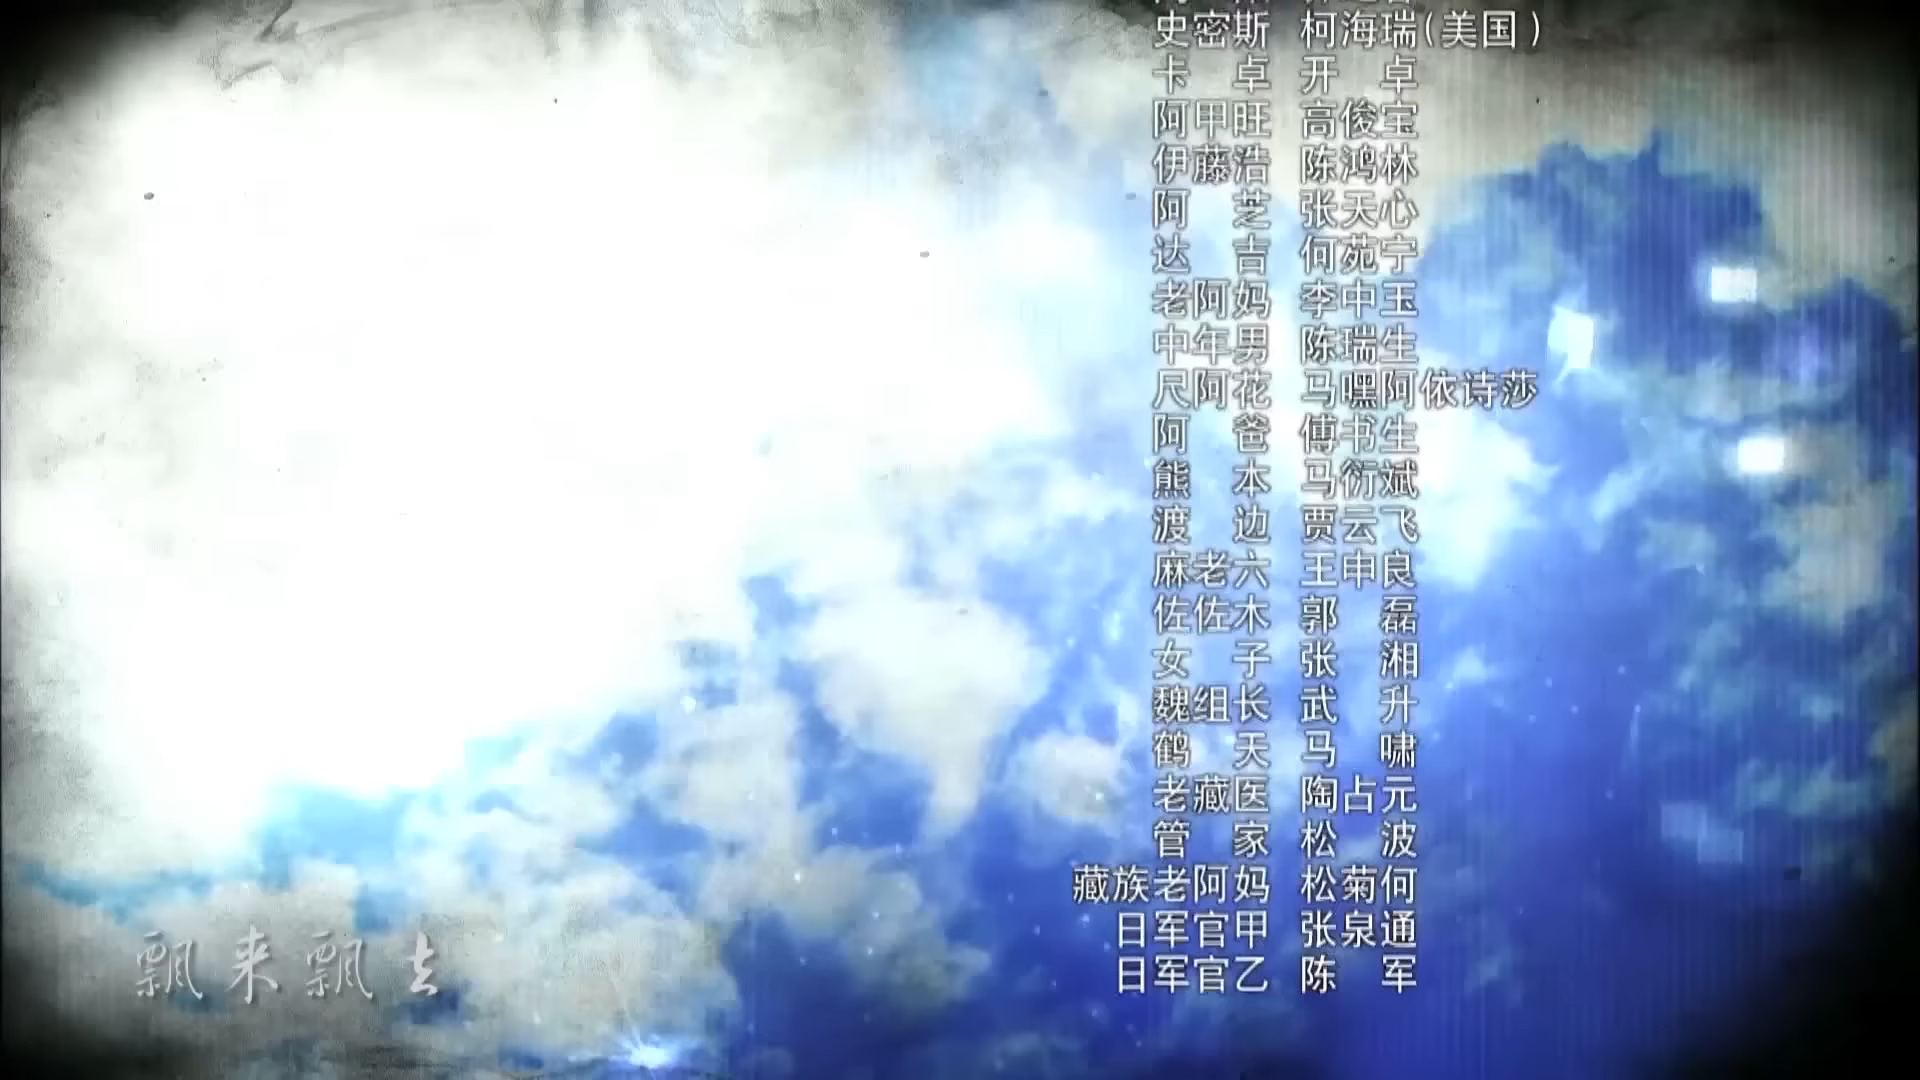 史密斯 柯海瑞(美国)
卡卓 开卓
阿甲旺 高俊宝
伊藤浩 陈鸿林
阿芝 张天心
达吉 何苑宁
老阿妈 李中玉
中年男 陈瑞生
尺阿花 马嘿阿依诗莎
阿爸 傅书生
熊本 马衍斌
渡边 贾云飞
麻老六 王申良
佐佐木 郭磊
女子 张湘
魏组长 武升
鹤天 马啸
老藏医 陶占元
管家 松波
藏族老阿妈 松菊何
日军官甲 张泉通
日军官乙 陈军
飘来飘去